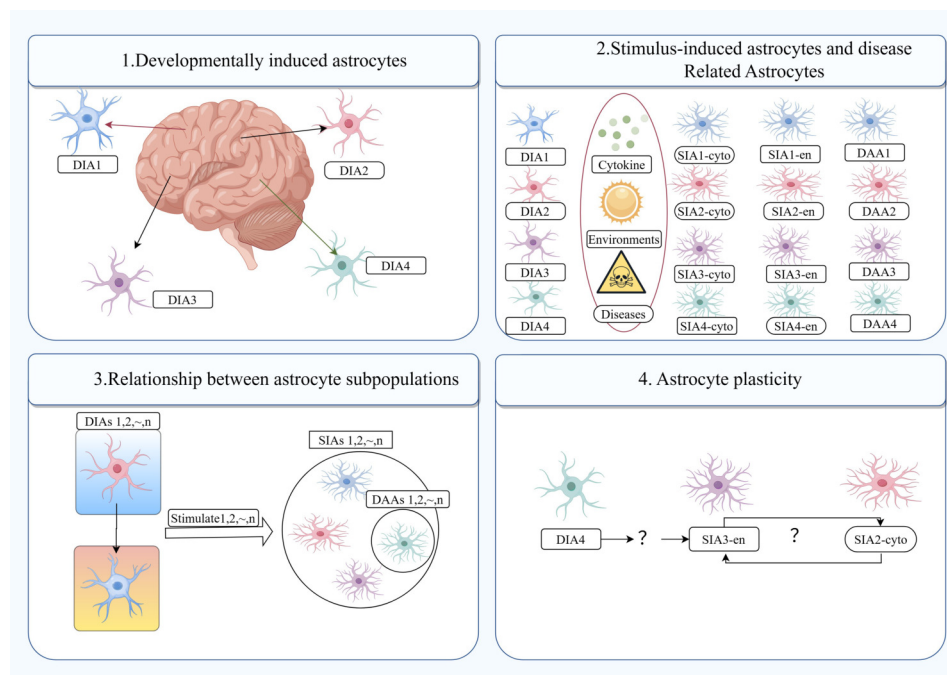 1.Developmentally induced astrocytes
DIA1
DIA2
DIA3
DIA4
2.Stimulus-induced astrocytes and disease
Related Astrocytes
DIA1
Cytokine
SIA1-cyto
SIA1-en
DAA1
DIA2
SIA2-cyto
SIA2-en
DAA2
Environments
DIA3
SIA3-cyto
SIA3-en
DAA3
Diseases
DIA4
SIA4-cyto
SIA4-en
DAA4
3.Relationship between astrocyte subpopulations
DIAs 1,2,~,n
SIAs 1,2,~,n
DAAs 1,2,~,n
Stimulate1,2,~,n
4. Astrocyte plasticity
DIA4
?
SIA3-en
?
SIA2-cyto